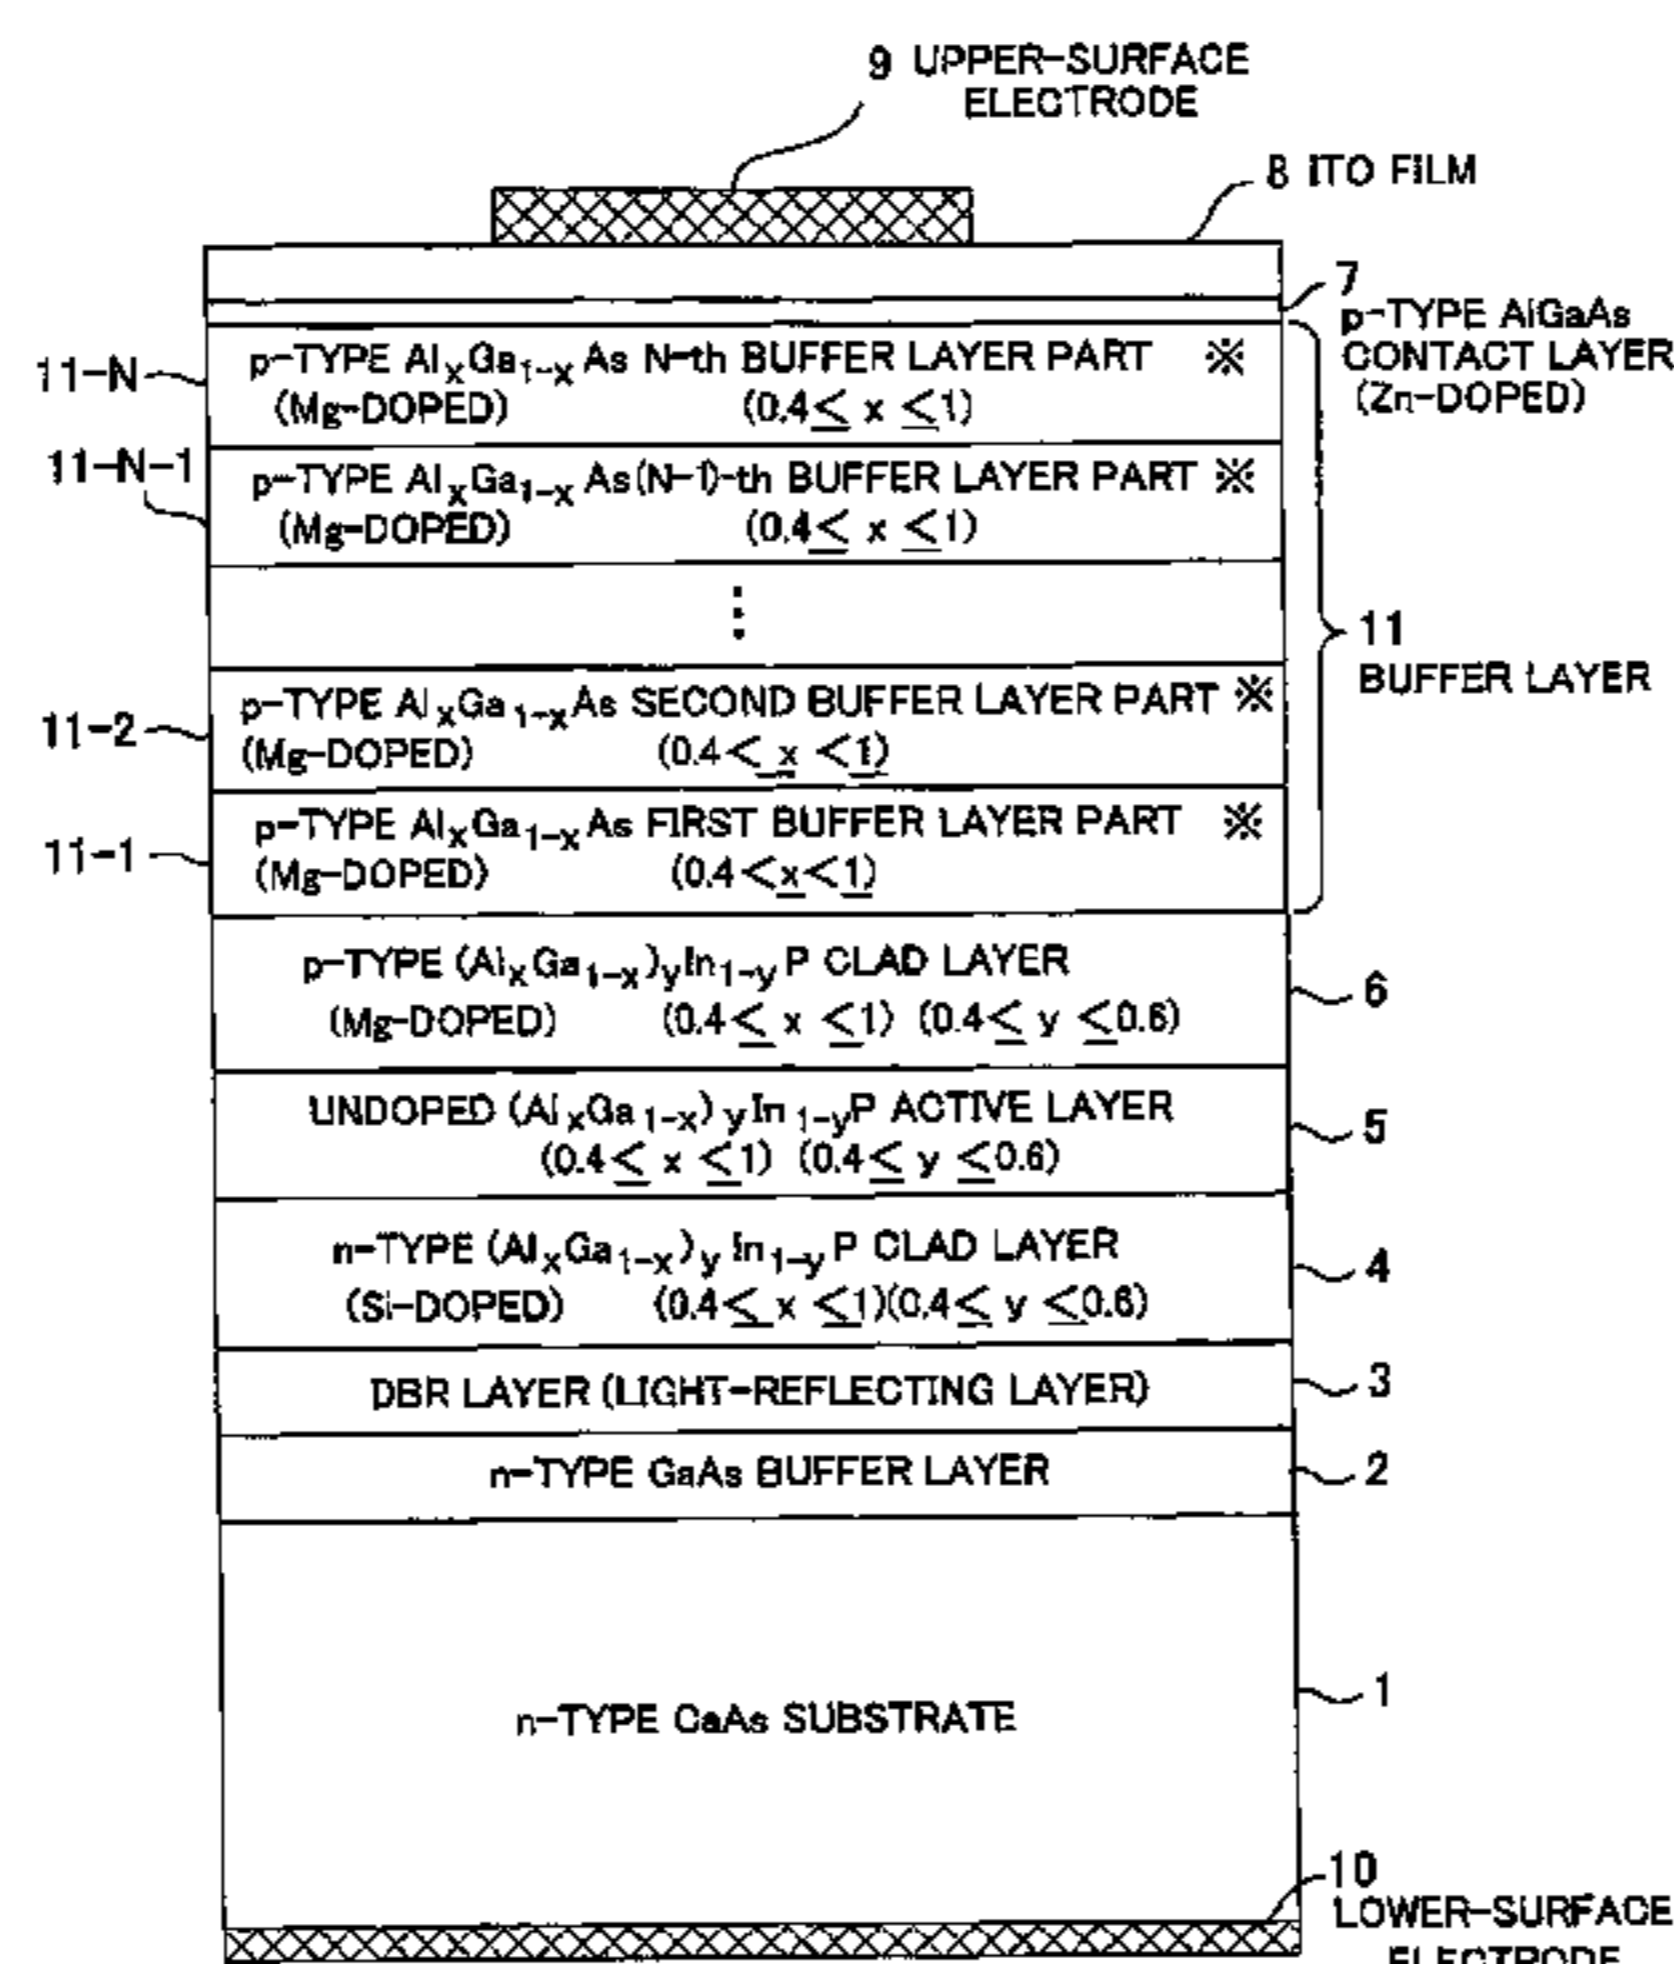 9 UPPER-SURFACE
ELECTRODE
8 ITO FILM
7
p-TYPE AlGaAs
CONTACT LAYER
(Zn-DOPED)
11-N
p-TYPE AlxGa1-x As N-th BUFFER LAYER PART ※
(Mg-DOPED) (0.4≦ x ≦1)
11-N-1
p-TYPE AlxGa1-x As(N-1)-th BUFFER LAYER PART ※
(Mg-DOPED) (0.4≦ x ≦1)
⋮
11
BUFFER LAYER
11-2
p-TYPE AlxGa1-xAs SECOND BUFFER LAYER PART ※
(Mg-DOPED) (0.4≦ x ≦1)
11-1
p-TYPE AlxGa1-xAs FIRST BUFFER LAYER PART ※
(Mg-DOPED) (0.4≦x≦1)
p-TYPE (AlxGa1-x)yIn1-yP CLAD LAYER
(Mg-DOPED) (0.4≦ x ≦1) (0.4≦ y ≦0.6)
6
UNDOPED (AlxGa1-x)yIn1-yP ACTIVE LAYER
(0.4≦ x ≦1) (0.4≦ y ≦0.6)
5
n-TYPE (AlxGa1-x)yIn1-yP CLAD LAYER
(Si-DOPED) (0.4≦ x ≦1)(0.4≦ y ≦0.6)
4
DBR LAYER (LIGHT-REFLECTING LAYER)
3
n-TYPE GaAs BUFFER LAYER
2
n-TYPE GaAs SUBSTRATE
1
10
LOWER-SURFACE
ELECTRODE